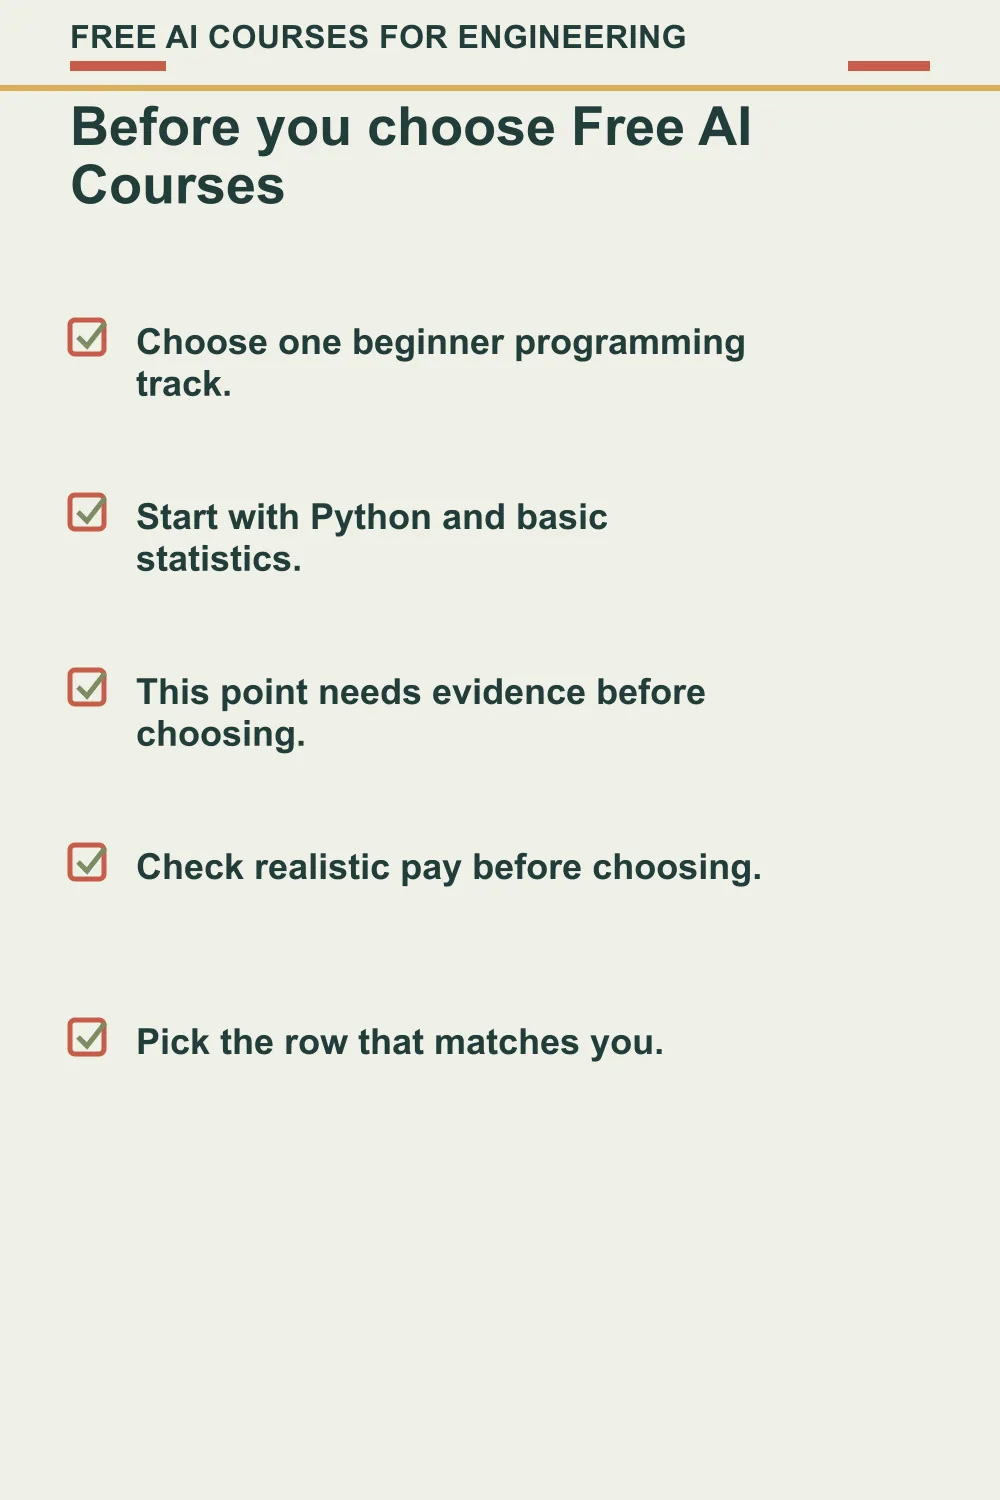 FREE AI COURSES FOR ENGINEERING
Before you choose Free AI
Courses
Choose one beginner programming
track.
Start with Python and basic
statistics.
This point needs evidence before
choosing.
Check realistic pay before choosing.
Pick the row that matches you.